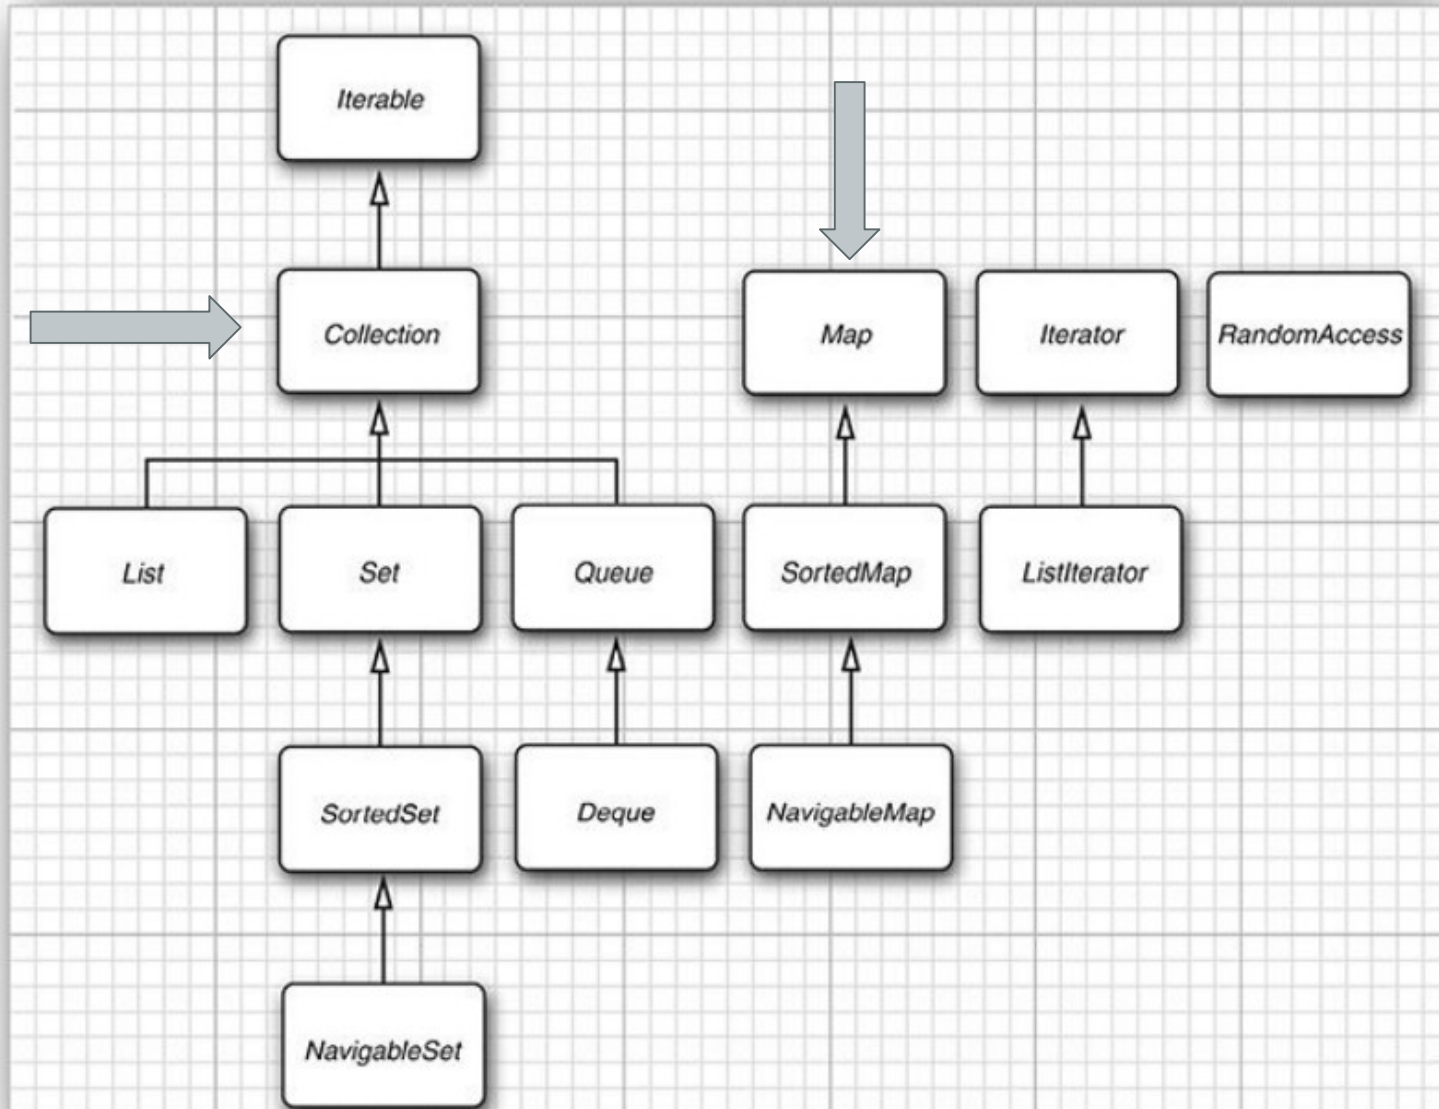 Iterable
Collection
Map
Iterator
RandomAccess
List
Set
Queue
SortedMap
ListIterator
SortedSet
Deque
NavigableMap
NavigableSet